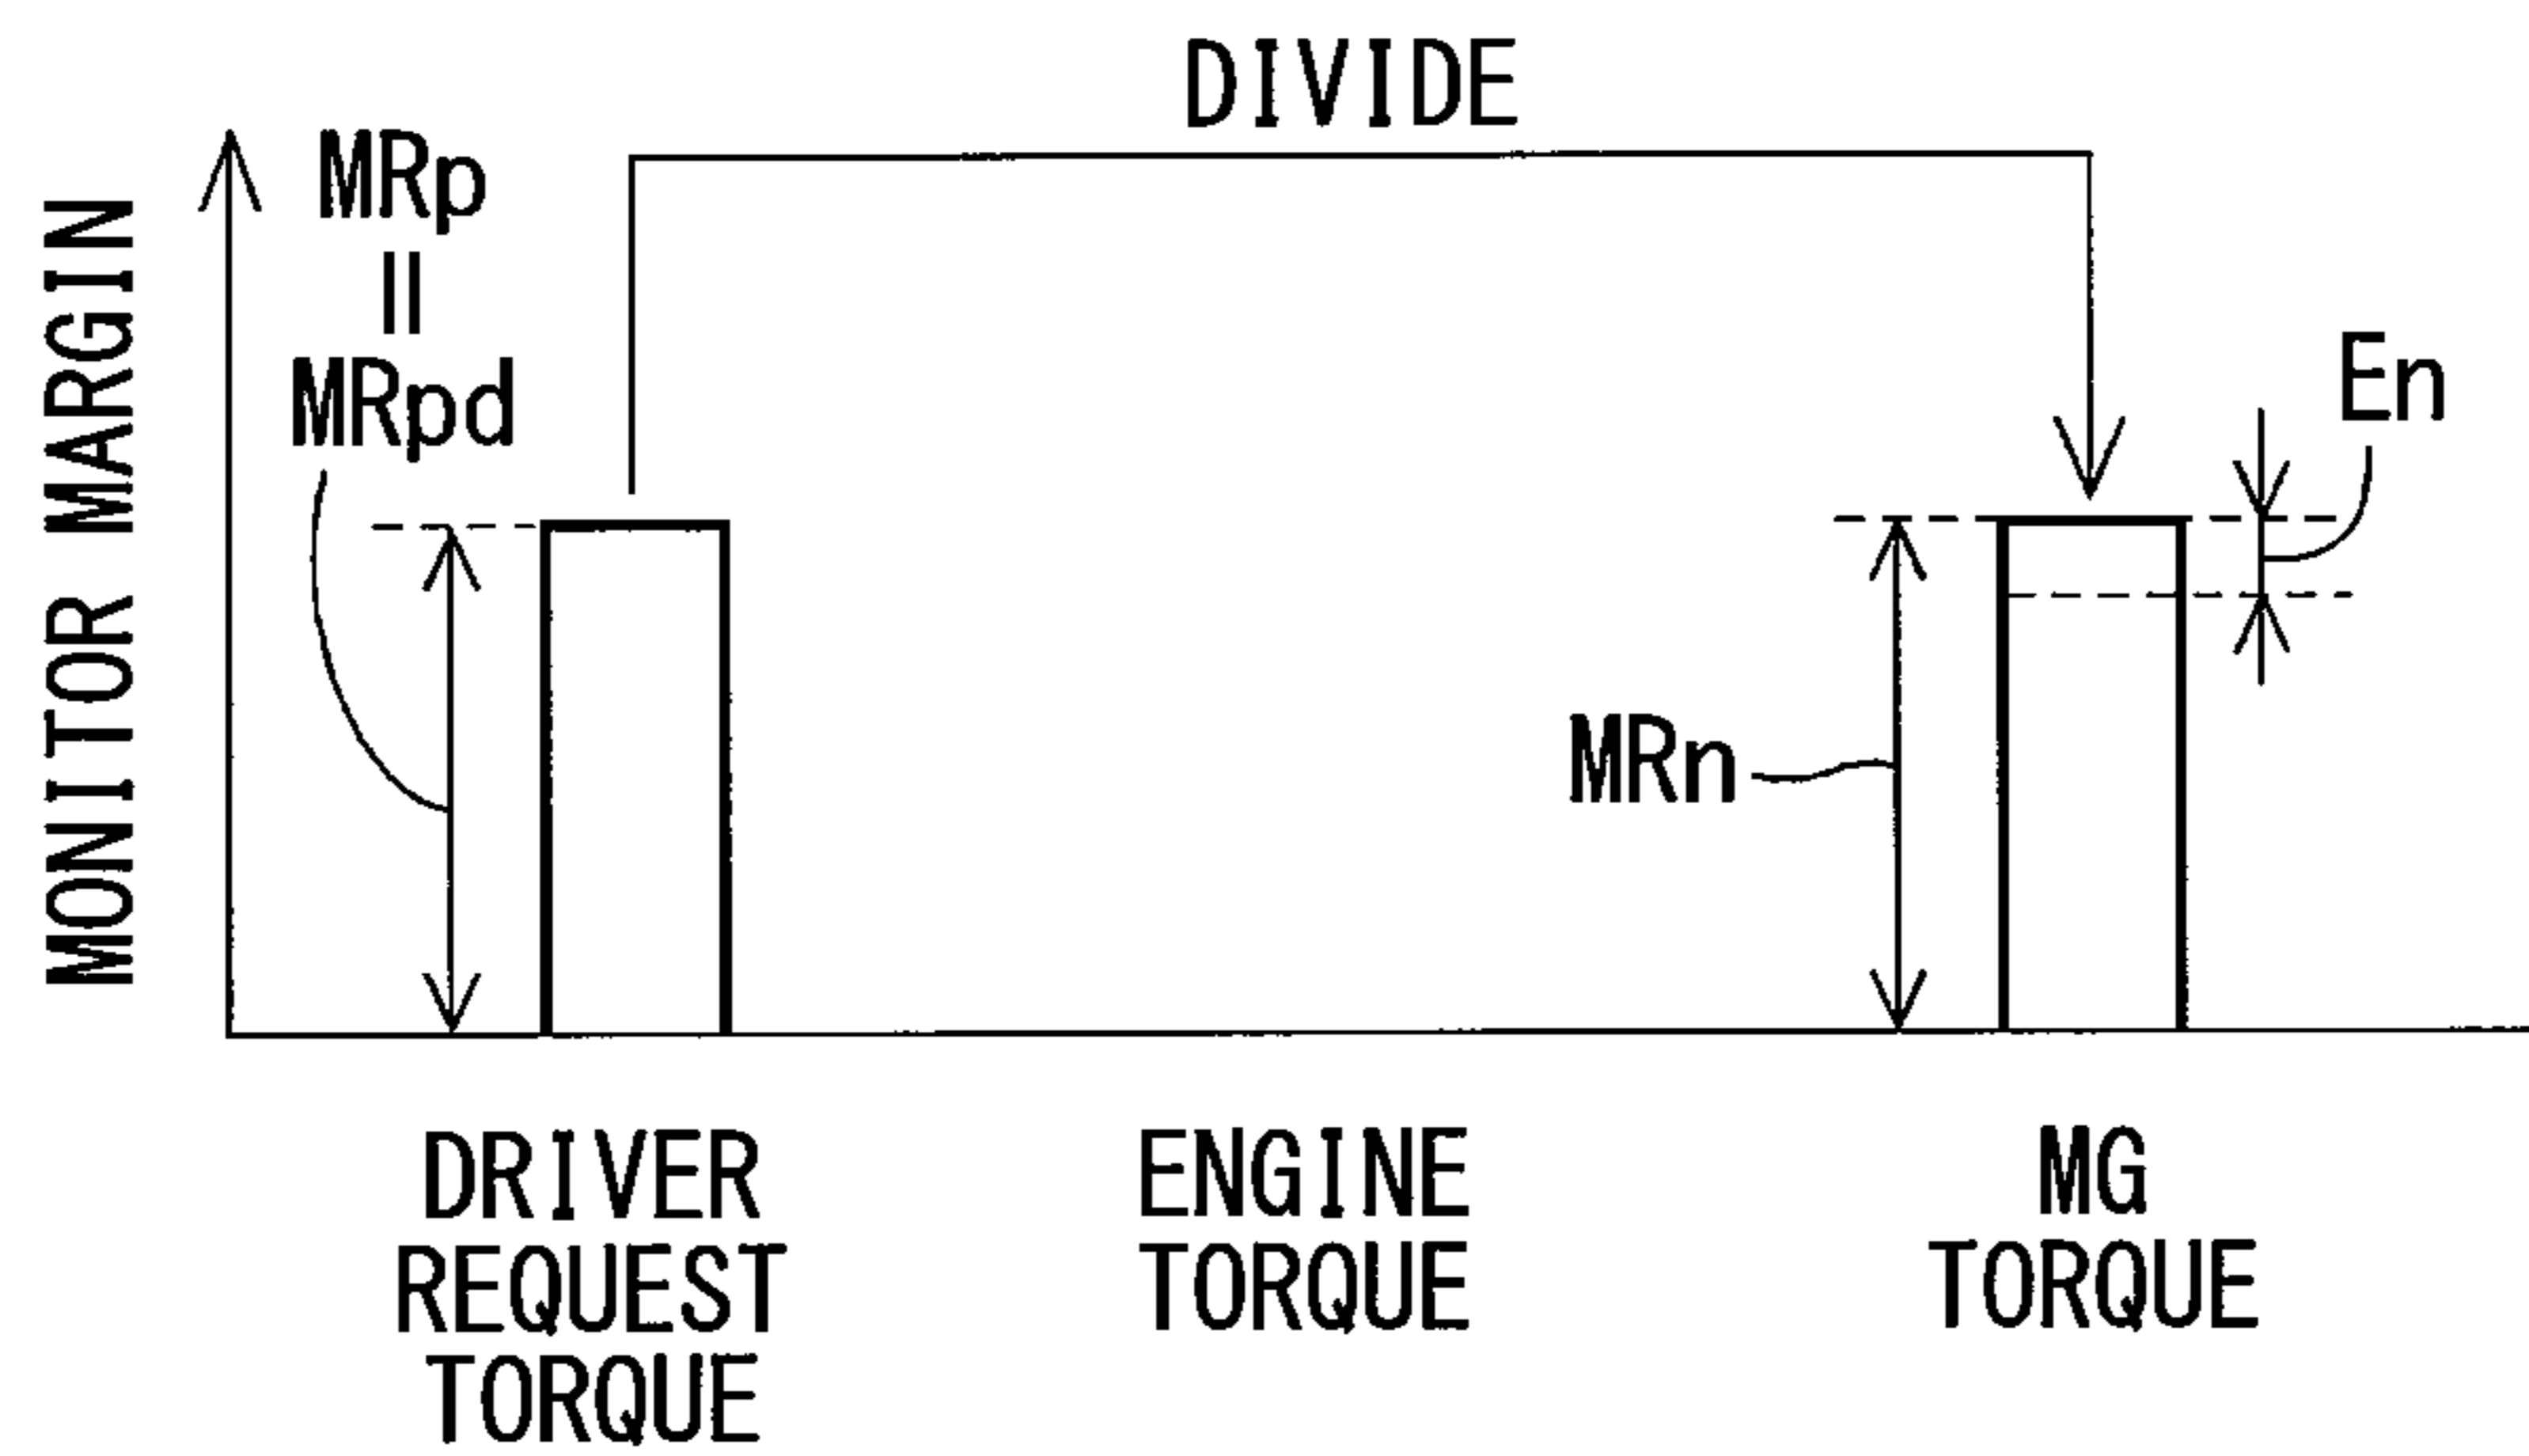 DIVIDE
MRp
=
MRpd
En
MONITOR MARGIN
MRn
DRIVER
REQUEST
TORQUE
ENGINE
TORQUE
MG
TORQUE